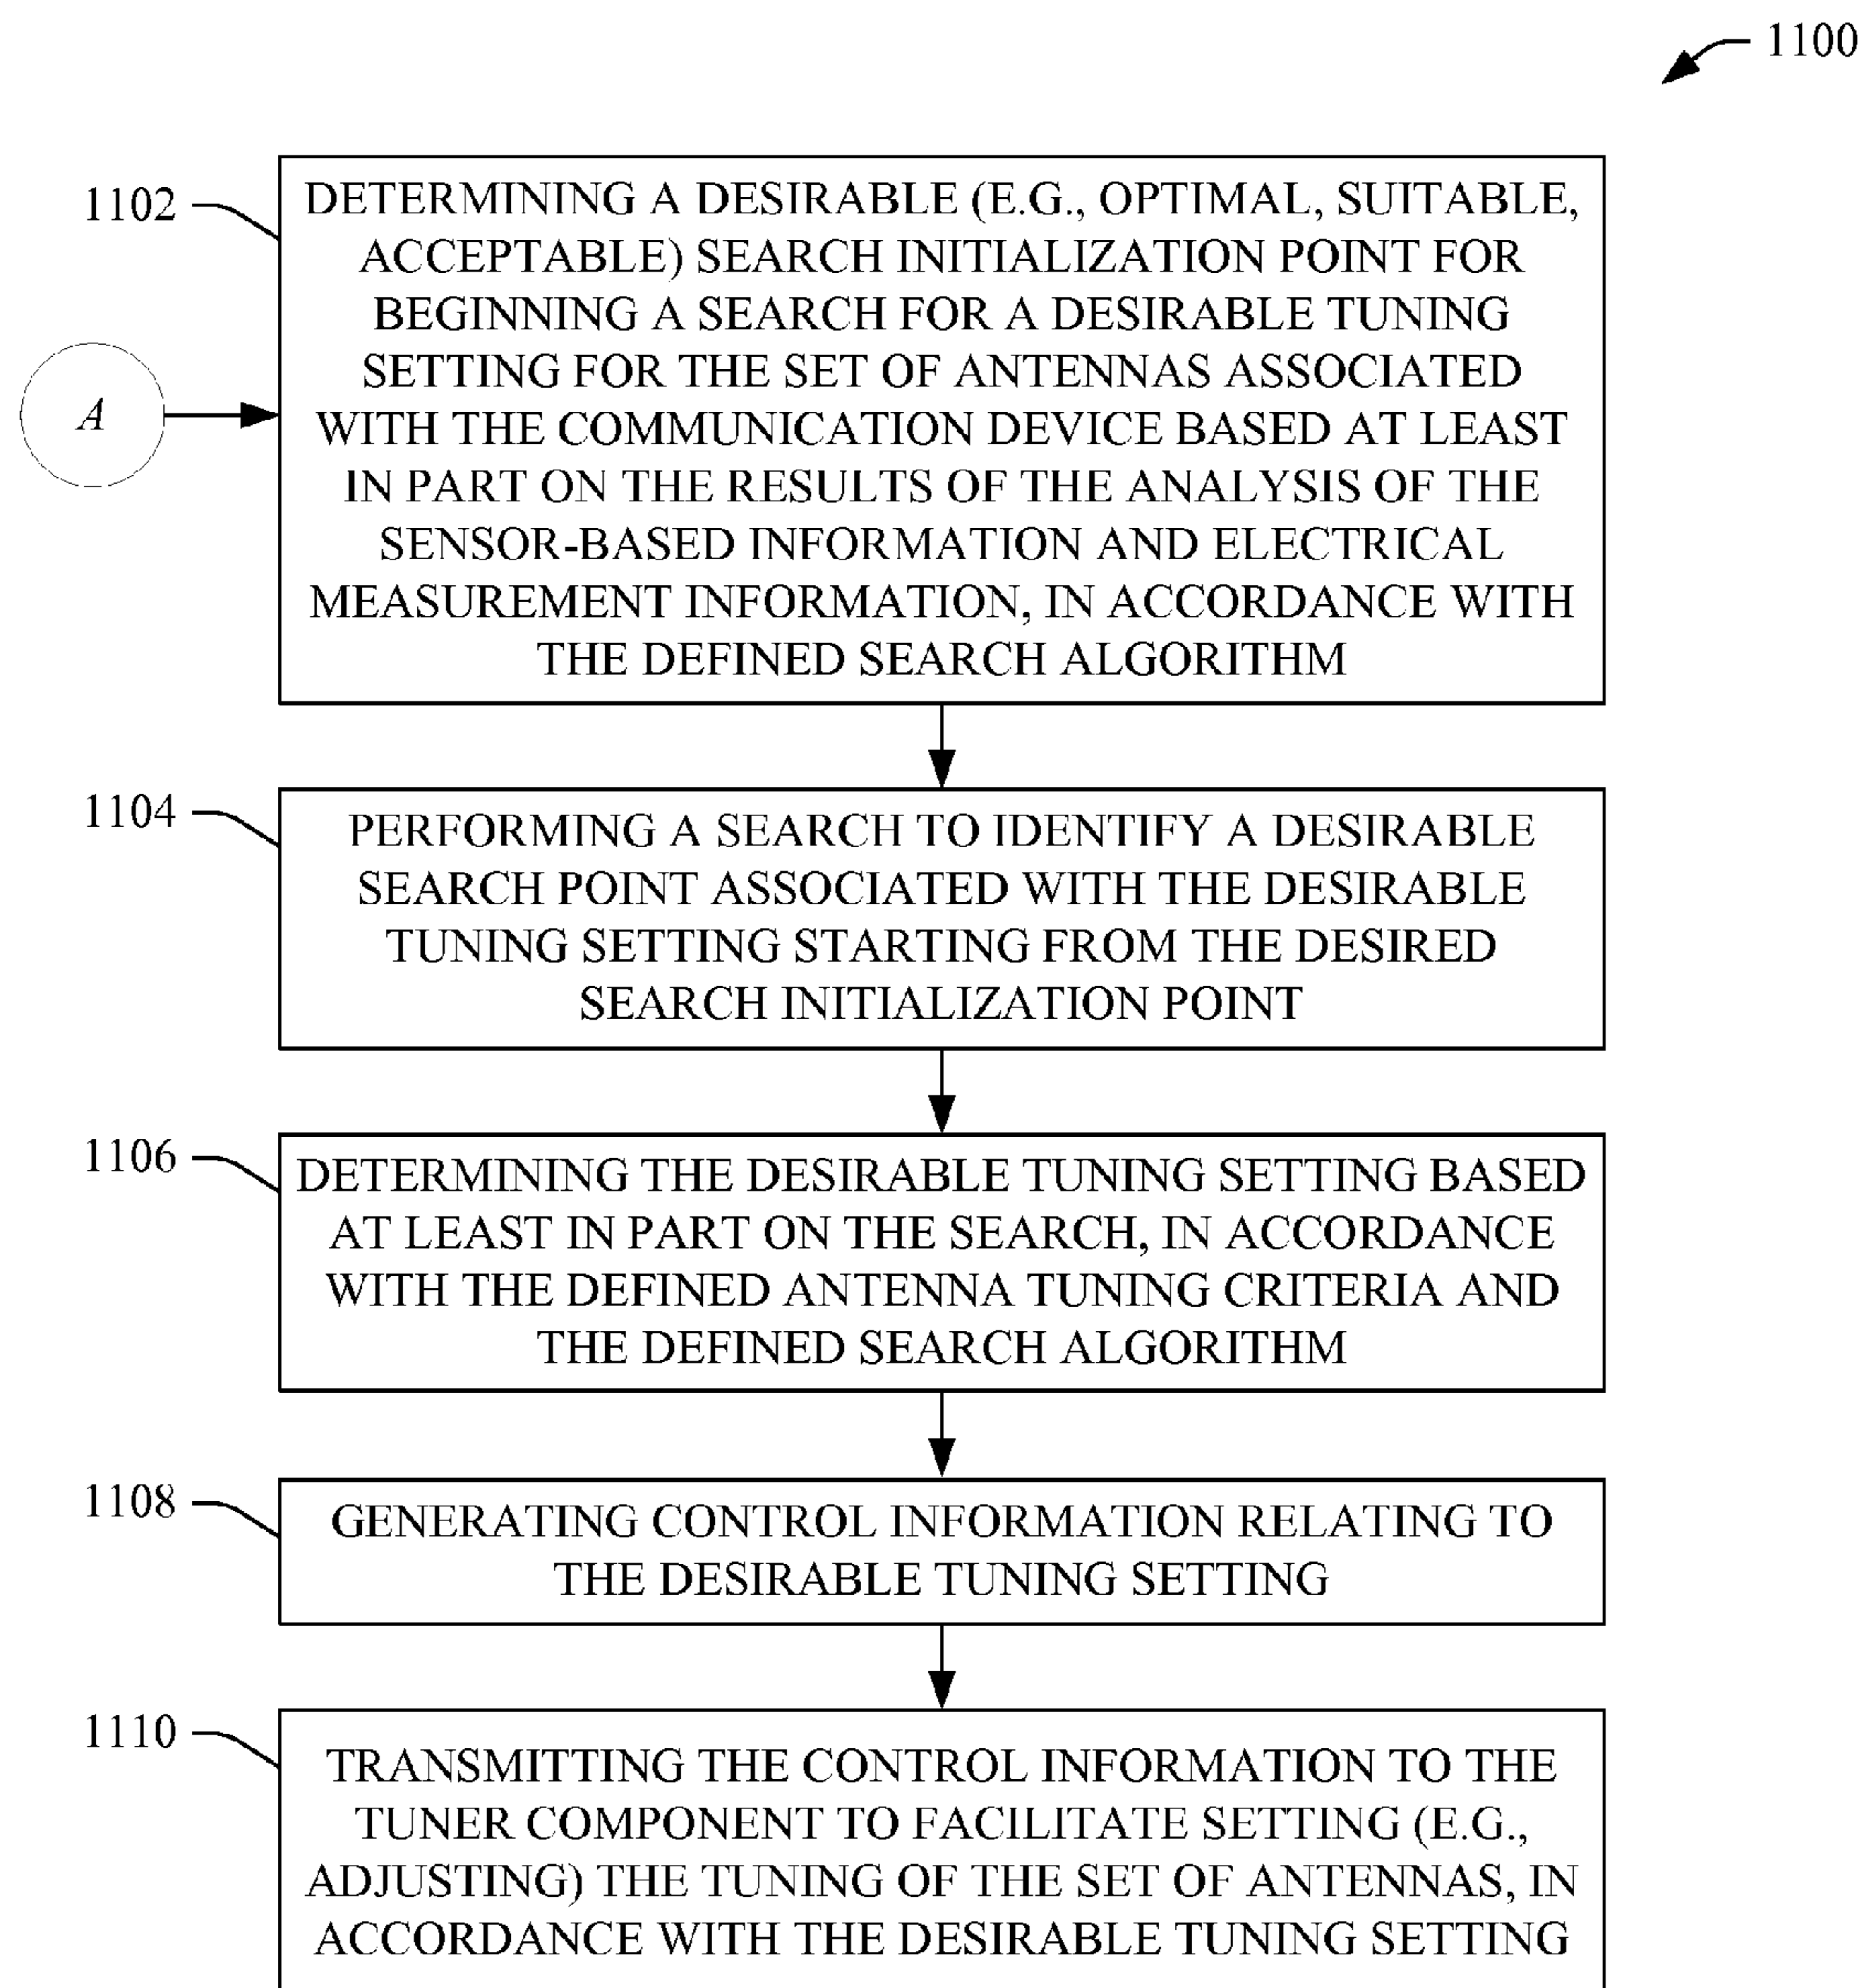 1100
1102
DETERMINING A DESIRABLE (E.G., OPTIMAL, SUITABLE,
ACCEPTABLE) SEARCH INITIALIZATION POINT FOR
BEGINNING A SEARCH FOR A DESIRABLE TUNING
SETTING FOR THE SET OF ANTENNAS ASSOCIATED
WITH THE COMMUNICATION DEVICE BASED AT LEAST
IN PART ON THE RESULTS OF THE ANALYSIS OF THE
SENSOR-BASED INFORMATION AND ELECTRICAL
MEASUREMENT INFORMATION, IN ACCORDANCE WITH
THE DEFINED SEARCH ALGORITHM
A
1104
PERFORMING A SEARCH TO IDENTIFY A DESIRABLE
SEARCH POINT ASSOCIATED WITH THE DESIRABLE
TUNING SETTING STARTING FROM THE DESIRED
SEARCH INITIALIZATION POINT
1106
DETERMINING THE DESIRABLE TUNING SETTING BASED
AT LEAST IN PART ON THE SEARCH, IN ACCORDANCE
WITH THE DEFINED ANTENNA TUNING CRITERIA AND
THE DEFINED SEARCH ALGORITHM
1108
GENERATING CONTROL INFORMATION RELATING TO
THE DESIRABLE TUNING SETTING
1110
TRANSMITTING THE CONTROL INFORMATION TO THE
TUNER COMPONENT TO FACILITATE SETTING (E.G.,
ADJUSTING) THE TUNING OF THE SET OF ANTENNAS, IN
ACCORDANCE WITH THE DESIRABLE TUNING SETTING